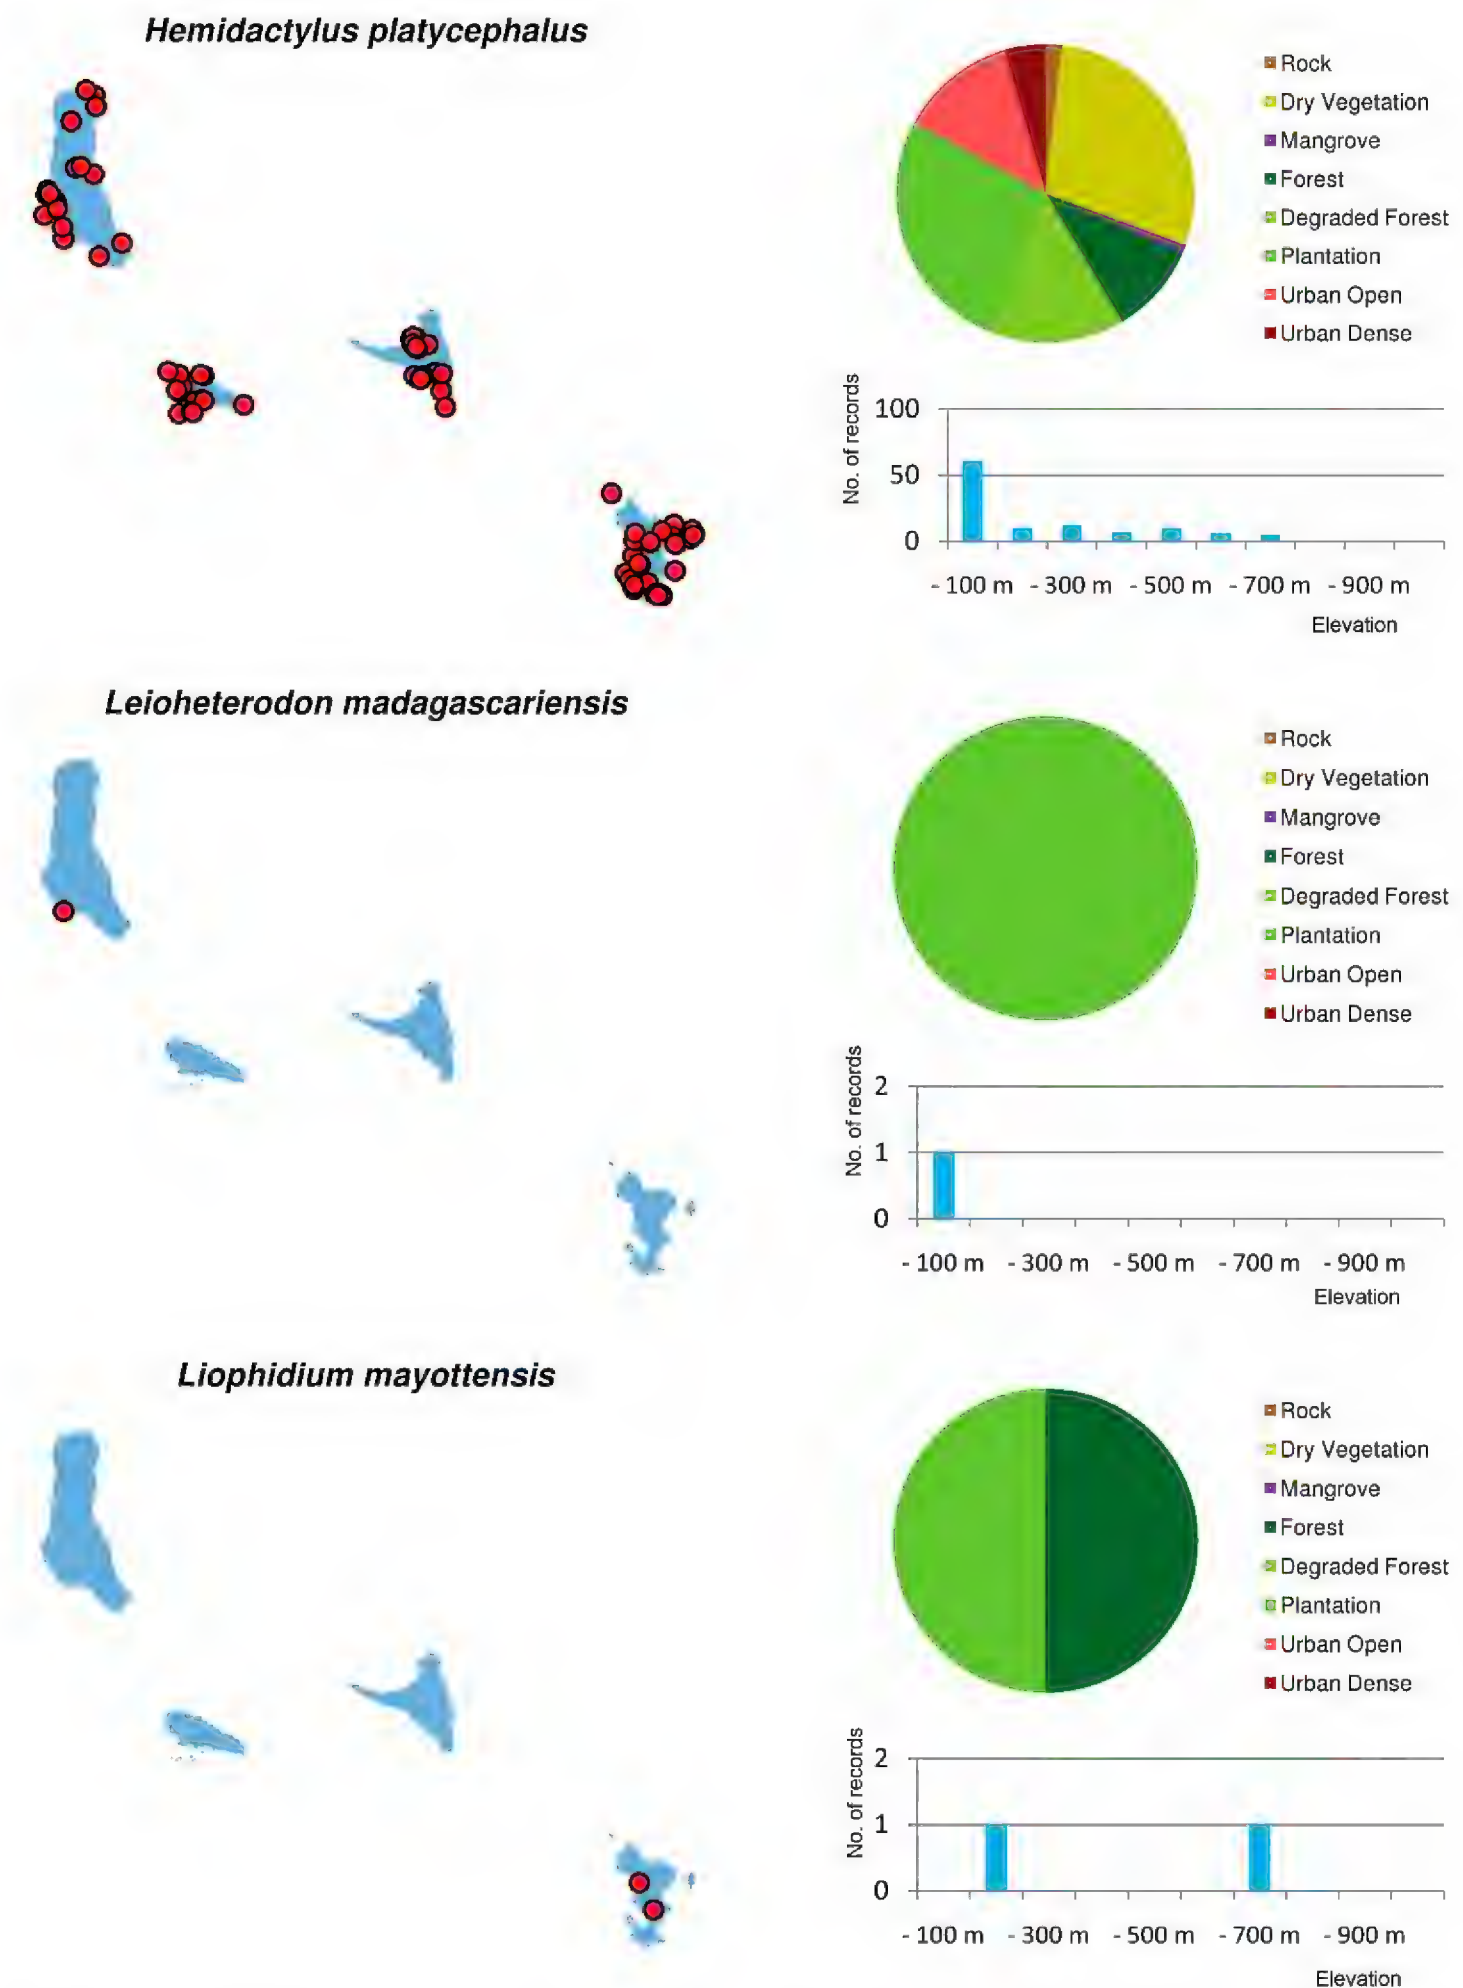 Hemidactylus platycephalus
Rock
Dry Vegetation
Mangrove
Forest
Degraded Forest
Plantation
Urban Open
Urban Dense
No. of records
100
50
0
- 100 m - 300 m - 500 m - 700 m - 900 m
Elevation
Leioheterodon madagascariensis
Rock
Dry Vegetation
Mangrove
Forest
Degraded Forest
Plantation
Urban Open
Urban Dense
No. of records
2
1
0
- 100 m - 300 m - 500 m - 700 m - 900 m
Elevation
Liophidium mayottensis
Rock
Dry Vegetation
Mangrove
Forest
Degraded Forest
Plantation
Urban Open
Urban Dense
No. of records
2
1
0
- 100 m - 300 m - 500 m - 700 m - 900 m
Elevation